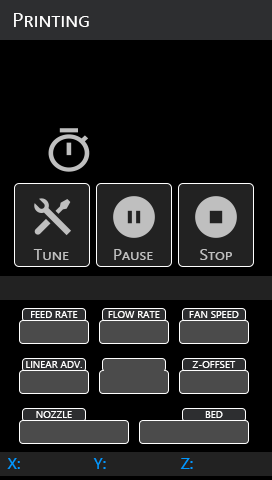 Printing
Tune Pause Stop
FEED RATE FLOW RATE FAN SPEED
LINEAR ADV. Z-OFFSET
NOZZLE BED
X: Y: Z: